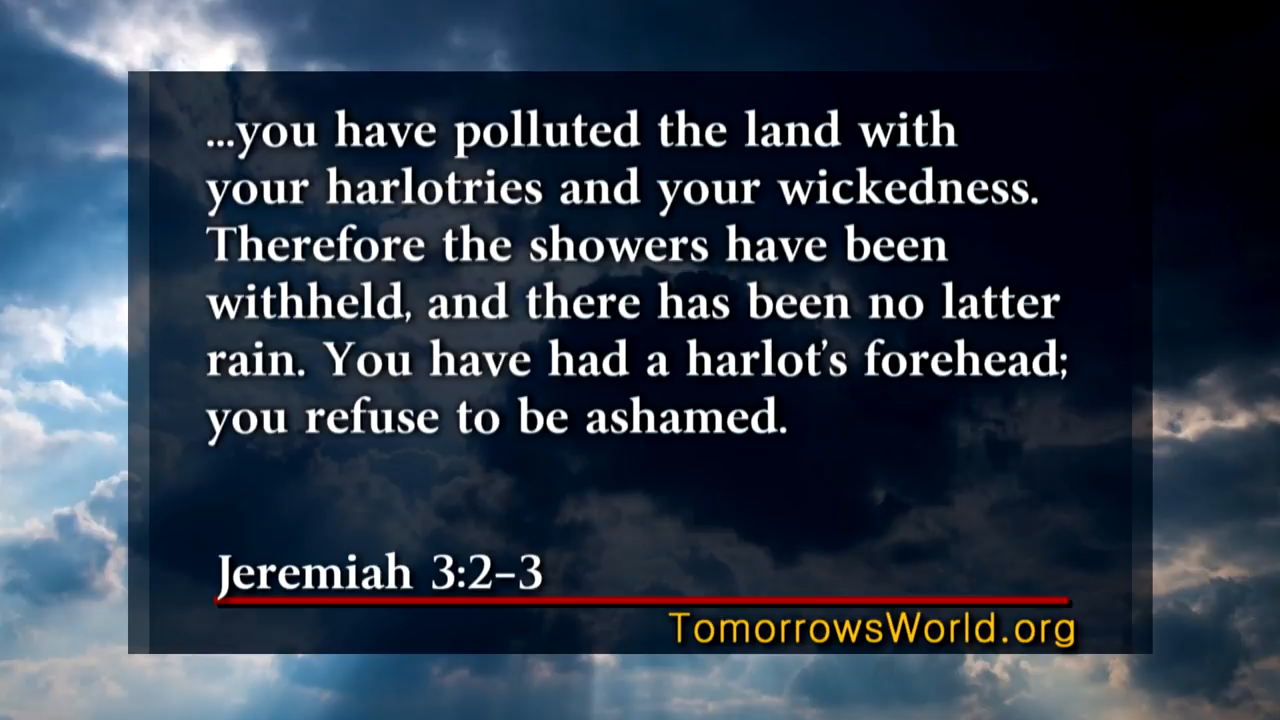 ...you have polluted the land with
your harlotries and your wickedness.
Therefore the showers have been
withheld, and there has been no latter
rain. You have had a harlot's forehead;
you refuse to be ashamed.
Jeremiah 3:2–3
TomorrowsWorld.org